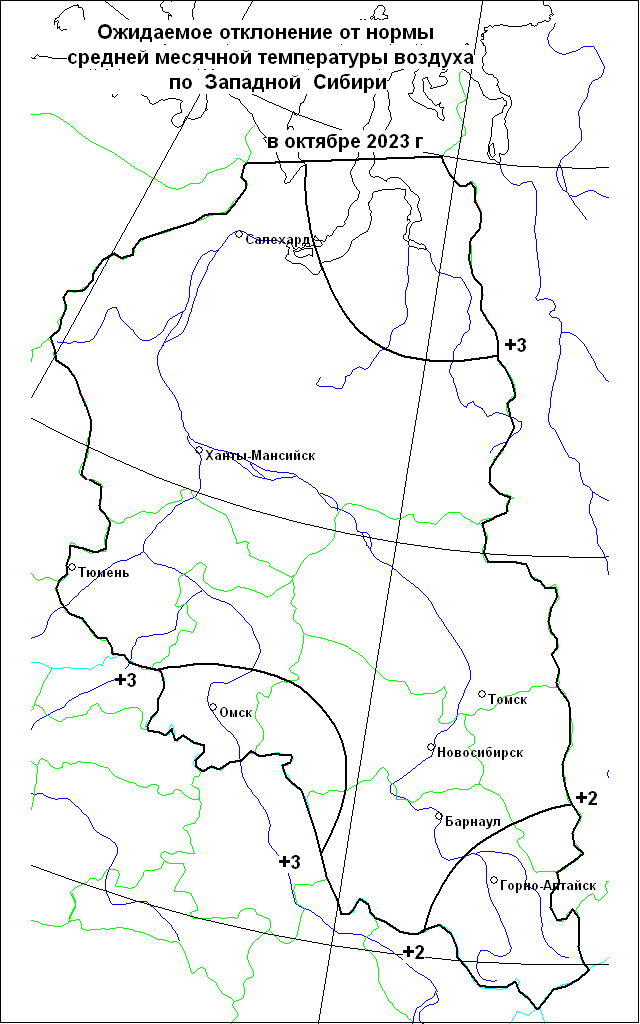 Ожидаемое отклонение от нормы
средней месячной температуры воздуха
по Западной Сибири
в октябре 2023 г
Салехард
+3
Ханты-Мансийск
Тюмень
+3
Омск
Томск
Новосибирск
+2
Барнаул
+3
Горно-Алтайск
+2